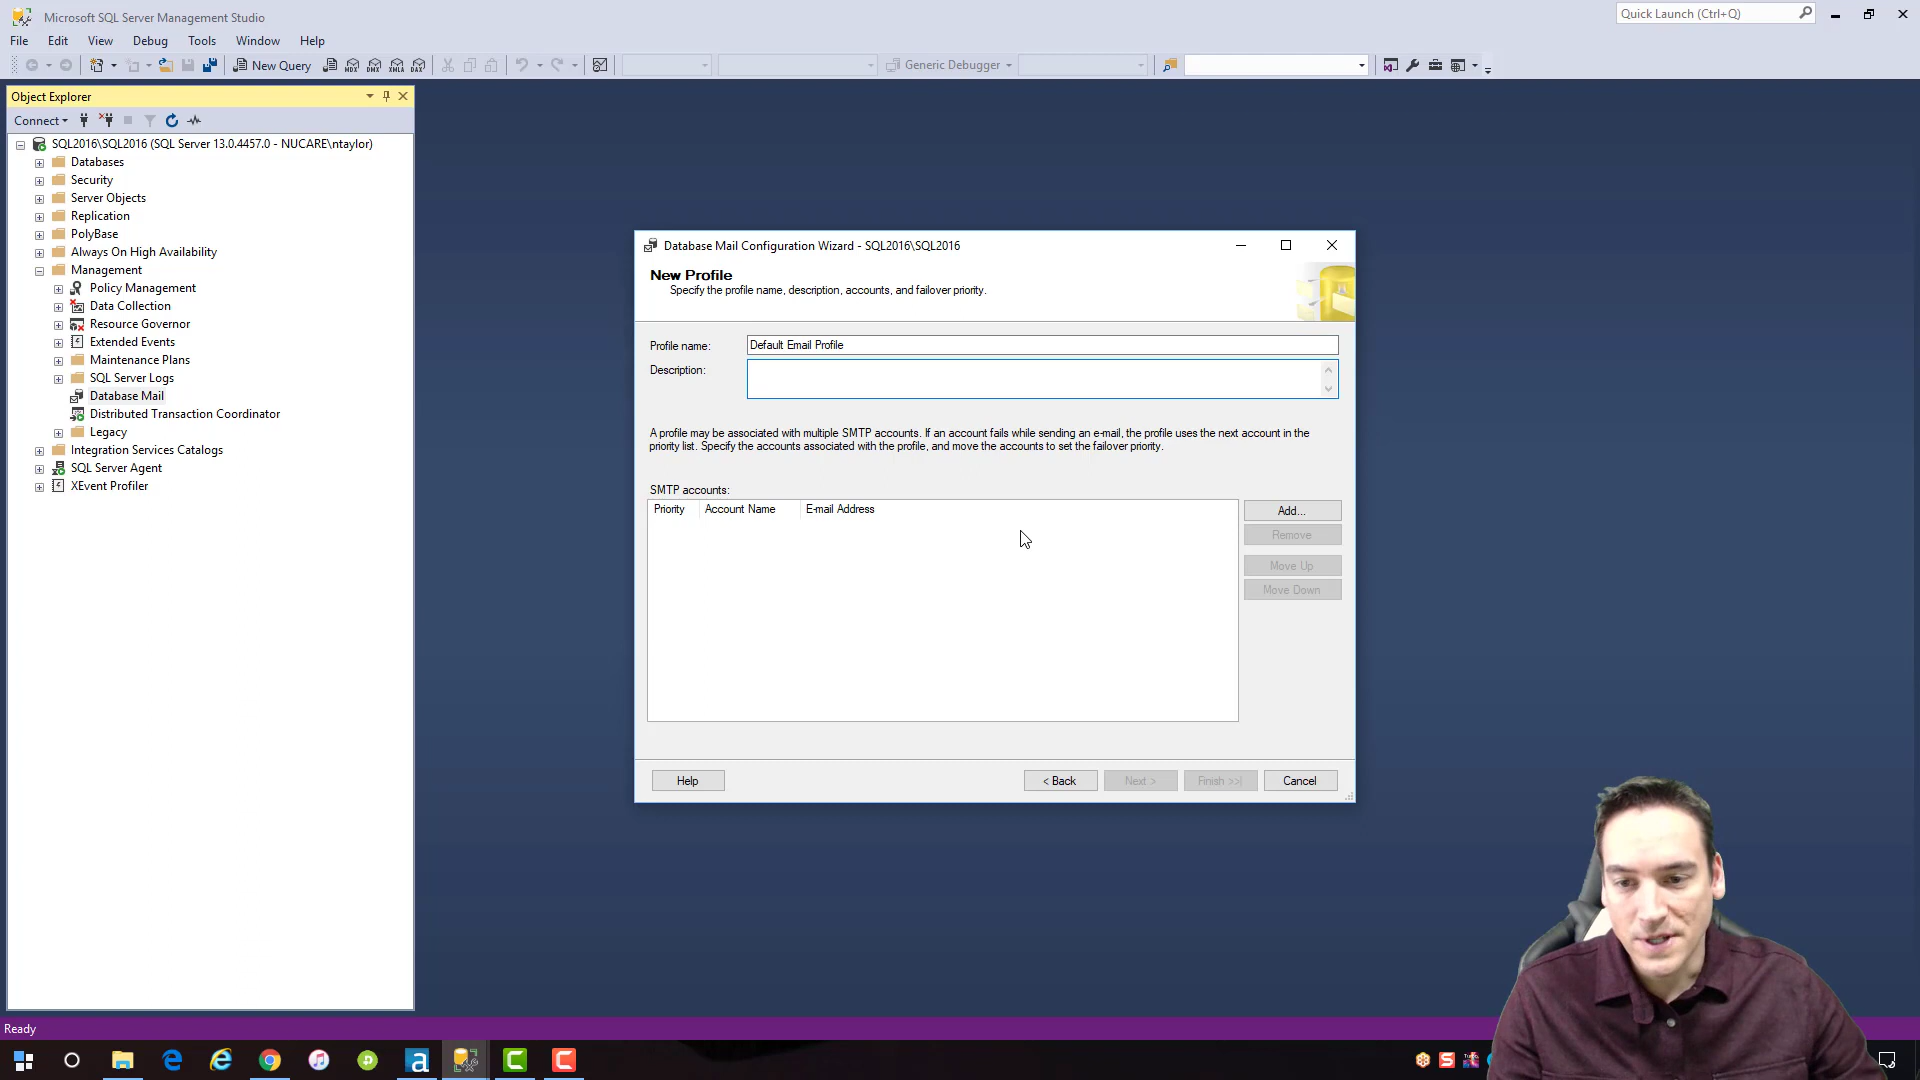 Microsoft SQL Server Management Studio
Quick Launch (Ctrl+Q)
File Edit View Debug Tools Window Help
New Query
MDX DMX XMLA DAX
Generic Debugger
Object Explorer
Connect
SQL2016\SQL2016 (SQL Server 13.0.4457.0 - NUCARE\ntaylor)
Databases
Security
Server Objects
Replication
PolyBase
Always On High Availability
Management
Policy Management
Data Collection
Resource Governor
Extended Events
Maintenance Plans
SQL Server Logs
Database Mail
Distributed Transaction Coordinator
Legacy
Integration Services Catalogs
SQL Server Agent
XEvent Profiler
Database Mail Configuration Wizard - SQL2016\SQL2016
New Profile
Specify the profile name, description, accounts, and failover priority.
Profile name: Default Email Profile
Description:
A profile may be associated with multiple SMTP accounts. If an account fails while sending an e-mail, the profile uses the next account in the
priority list. Specify the accounts associated with the profile, and move the accounts to set the failover priority.
SMTP accounts:
Priority Account Name E-mail Address
Add...
Remove
Move Up
Move Down
Help < Back Next > Finish >>| Cancel
Ready